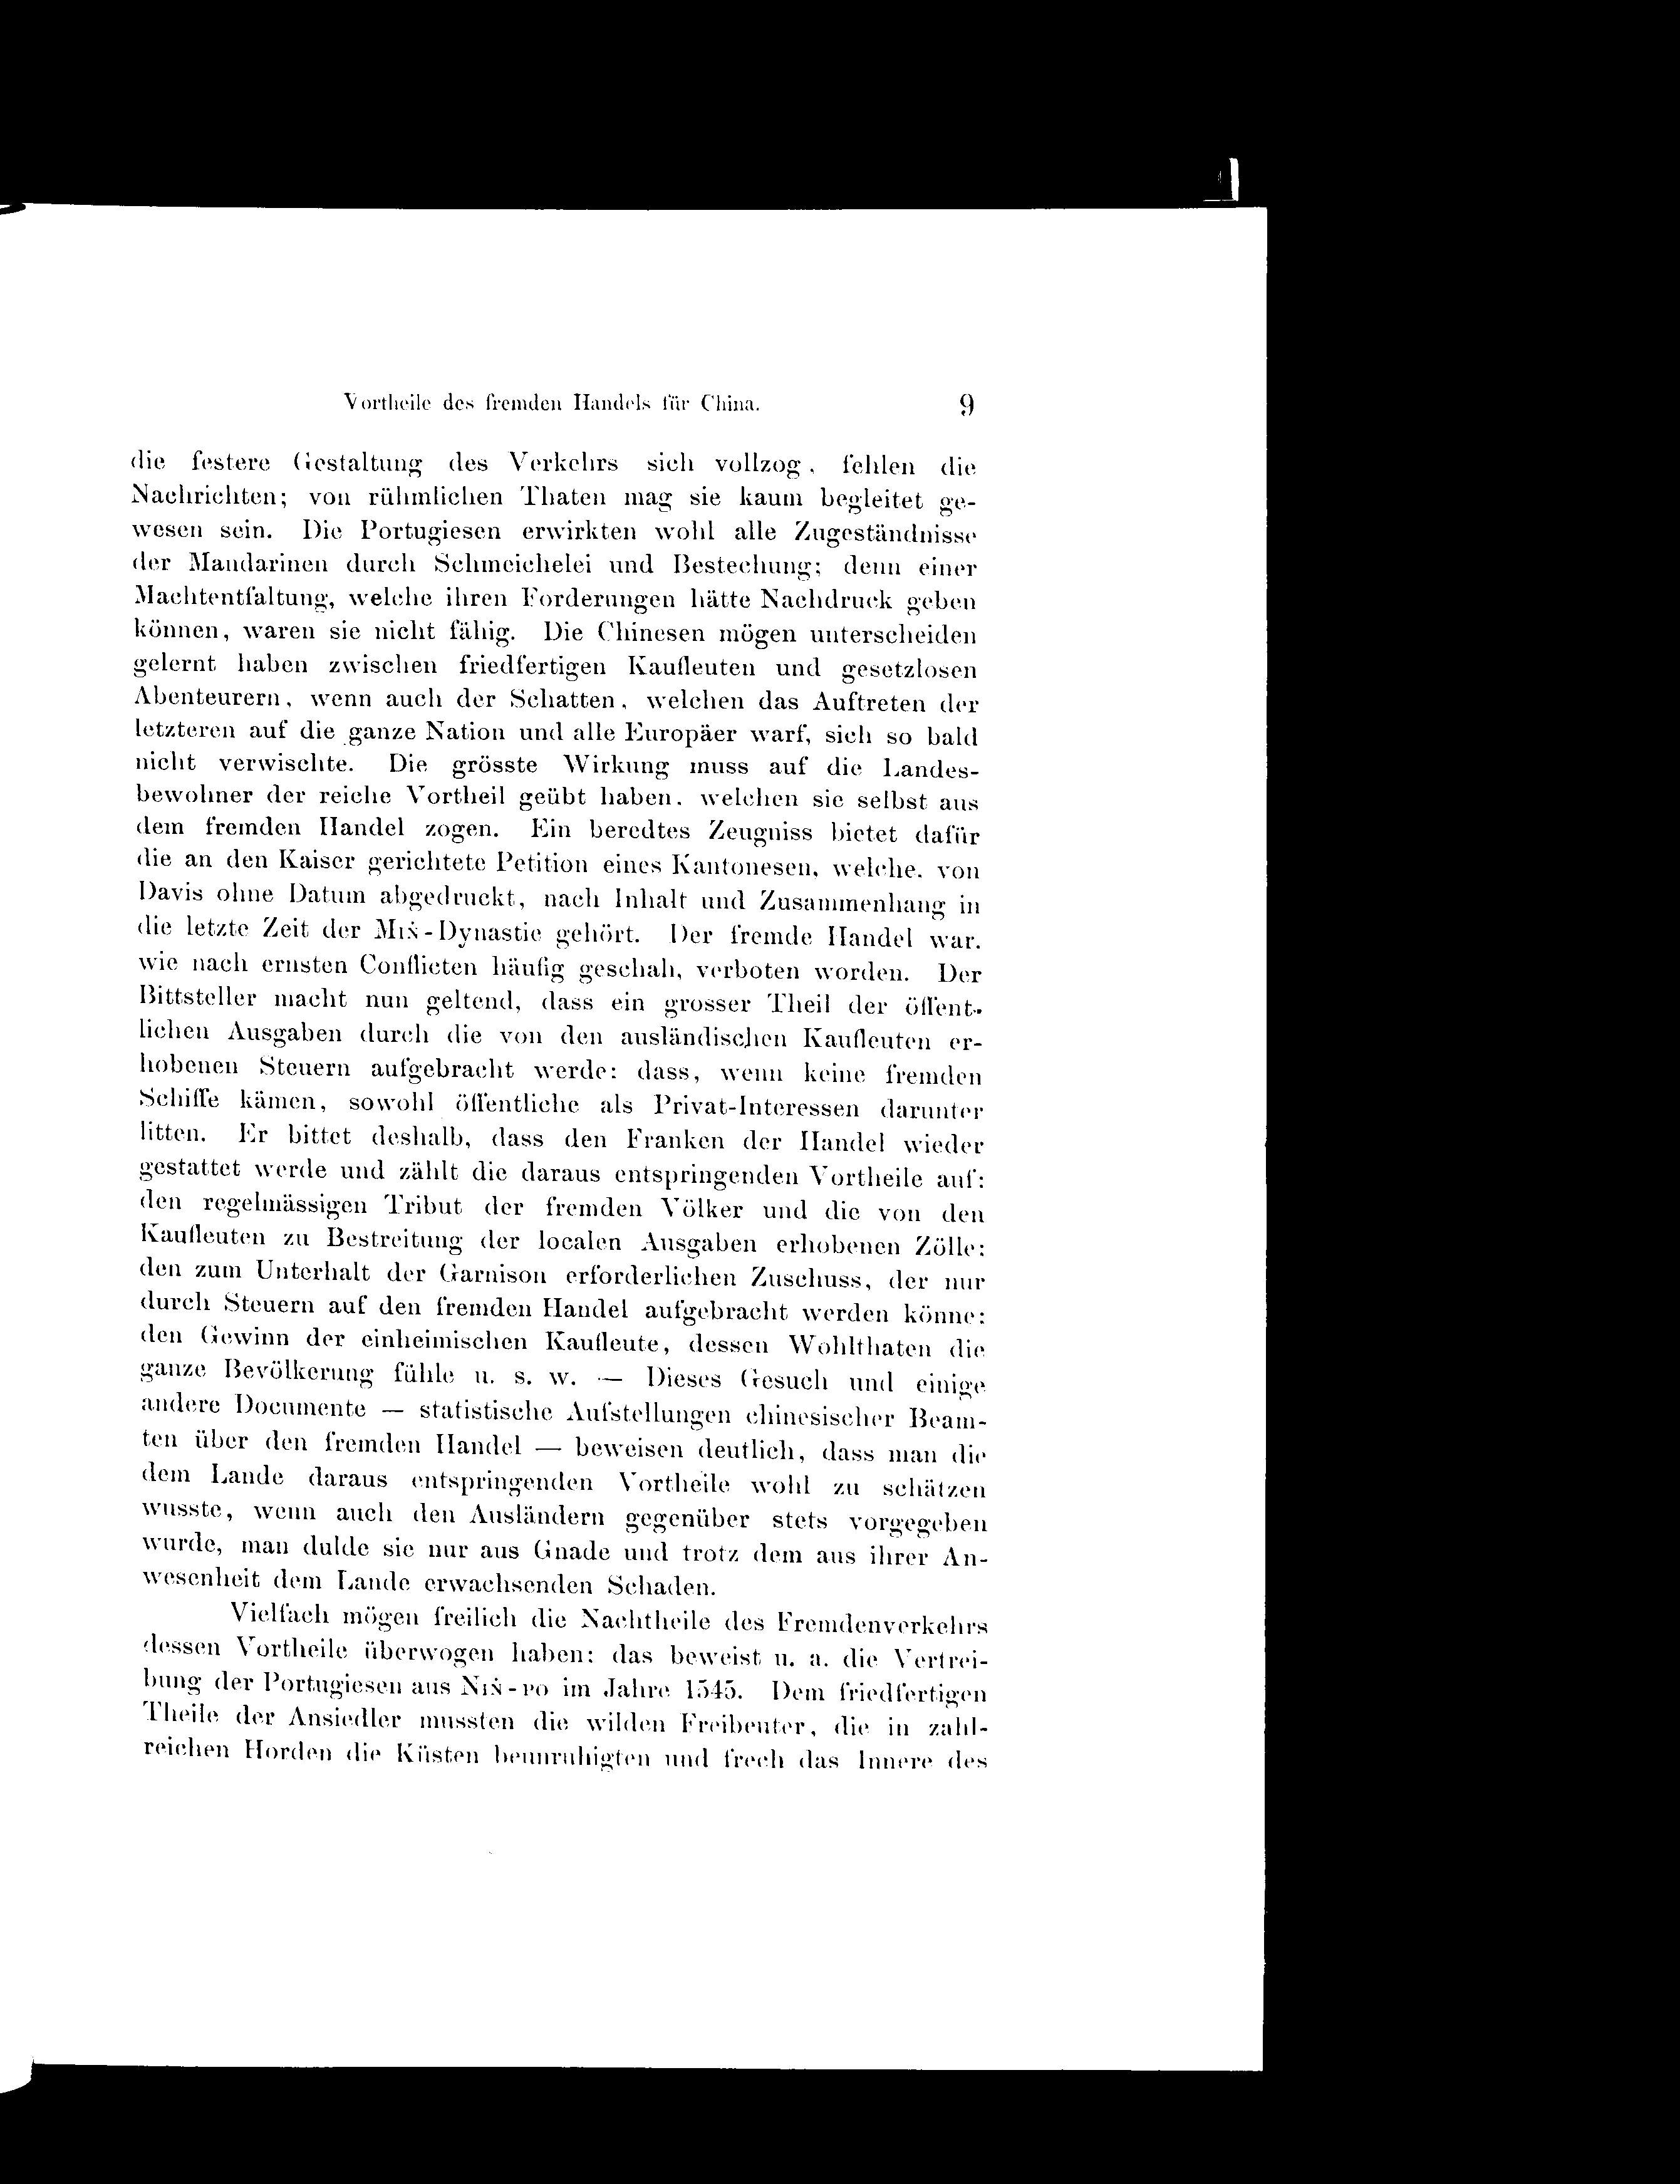 Vortheile des fremden Handels für China. 9
die festere Gestaltung des Verkehrs sich vollzog, fehlen die
Nachrichten; von rühmlichen Thaten mag sie kaum begleitet ge-
wesen sein. Die Portugiesen erwirkten wohl alle Zugeständnisse
der Mandarinen durch Schmeichelei und Bestechung; denn einer
Machtentfaltung, welche ihren Forderungen hätte Nachdruck geben
können, waren sie nicht fähig. Die Chinesen mögen unterscheiden
gelernt haben zwischen friedfertigen Kaufleuten und gesetzlosen
Abenteurern, wenn auch der Schatten, welchen das Auftreten der
letzteren auf die ganze Nation und alle Europäer warf, sich so bald
nicht verwischte. Die grösste Wirkung muss auf die Landes-
bewohner der reiche Vortheil geübt haben, welchen sie selbst aus
dem fremden Handel zogen. Ein beredtes Zeugniss bietet dafür
die an den Kaiser gerichtete Petition eines Kantonesen, welche, von
Davis ohne Datum abgedruckt, nach Inhalt und Zusammenhang in
die letzte Zeit der Miṅ-Dynastie gehört. Der fremde Handel war,
wie nach ernsten Conflicten häufig geschah, verboten worden. Der
Bittsteller macht nun geltend, dass ein grosser Theil der öffent-
lichen Ausgaben durch die von den ausländischen Kaufleuten er-
hobenen Steuern aufgebracht werde; dass, wenn keine fremden
Schiffe kämen, sowohl öffentliche als Privat-Interessen darunter
litten. Er bittet deshalb, dass den Franken der Handel wieder
gestattet werde und zählt die daraus entspringenden Vortheile auf:
den regelmässigen Tribut der fremden Völker und die von den
Kaufleuten zu Bestreitung der localen Ausgaben erhobenen Zölle;
den zum Unterhalt der Garnison erforderlichen Zuschuss, der nur
durch Steuern auf den fremden Handel aufgebracht werden könne;
den Gewinn der einheimischen Kaufleute, dessen Wohlthaten die
ganze Bevölkerung fühle u. s. w. — Dieses Gesuch und einige
andere Documente — statistische Aufstellungen chinesischer Beam-
ten über den fremden Handel — beweisen deutlich, dass man die
dem Lande daraus entspringenden Vortheile wohl zu schätzen
wusste, wenn auch den Ausländern gegenüber stets vorgegeben
wurde, man dulde sie nur aus Gnade und trotz dem aus ihrer An-
wesenheit dem Lande erwachsenden Schaden.
Vielfach mögen freilich die Nachtheile des Fremdenverkehrs
dessen Vortheile überwogen haben; das beweist u. a. die Vertrei-
bung der Portugiesen aus Niṅ-po im Jahre 1545. Dem friedfertigen
Theile der Ansiedler mussten die wilden Freibeuter, die in zahl-
reichen Horden die Küsten beunruhigten und frech das Innere des